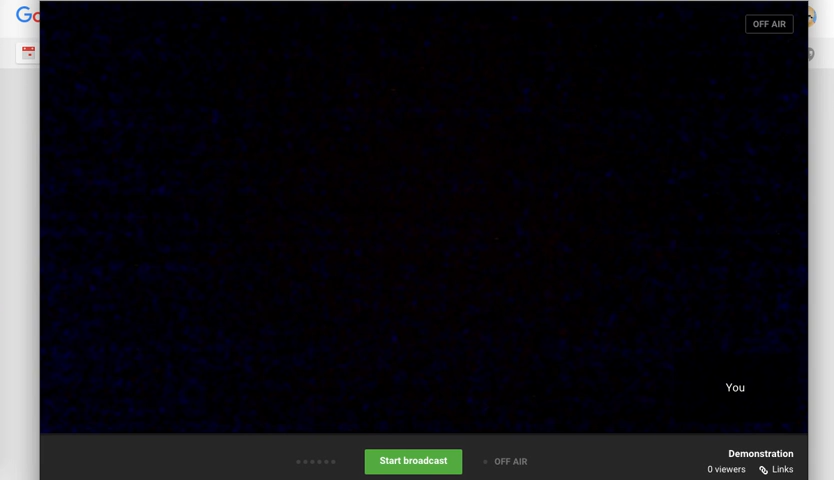 OFF AIR
You
Start broadcast
OFF AIR
Demonstration
0 viewers
Links